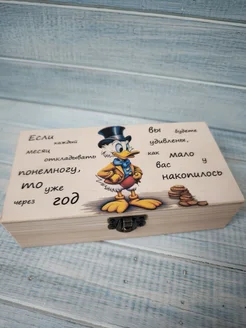 Если каждый
месяц
откладывать
понемногу,
то уже
через год
вы будете
удивлены,
как мало у
вас
накопилось